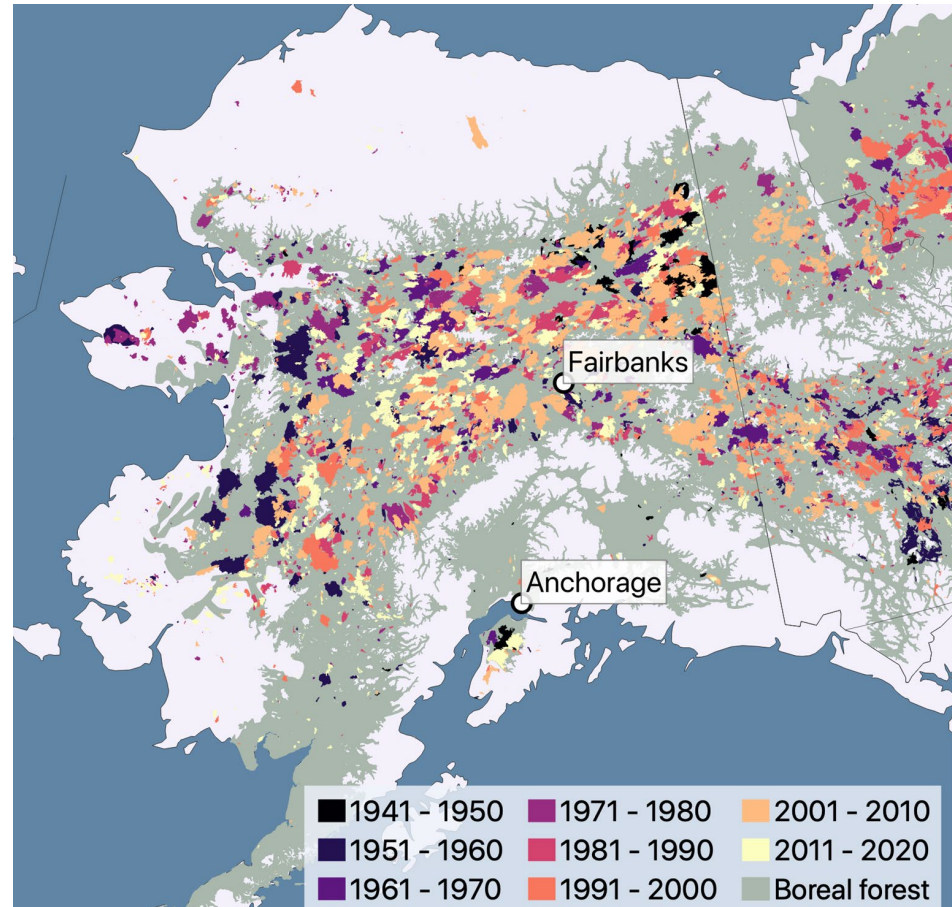 Fairbanks
Anchorage
1941 - 1950
1971 - 1980
2001 - 2010
1951 - 1960
1981 - 1990
2011 - 2020
1961 - 1970
1991 - 2000
Boreal forest